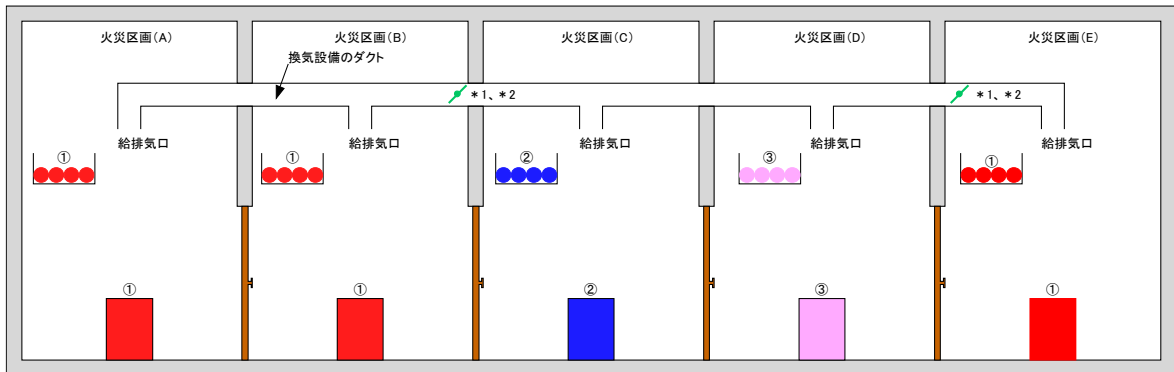 火災区画(A)
火災区画(B)
火災区画(C)
火災区画(D)
火災区画(E)
換気設備のダクト
*1、*2
*1、*2
給排気口
給排気口
給排気口
給排気口
給排気口
①
①
②
③
①
①
①
②
③
①